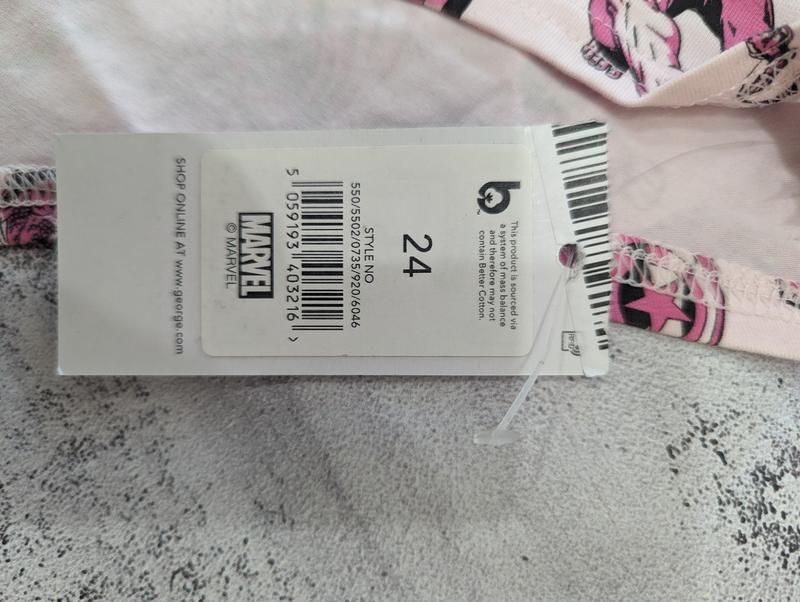 This product is sourced via
a system of mass balance
and therefore may not
contain Better Cotton.
24
STYLE NO
550/5502/0735/920/6046
5 059193 403216 >
MARVEL
© MARVEL
SHOP ONLINE AT www.george.com